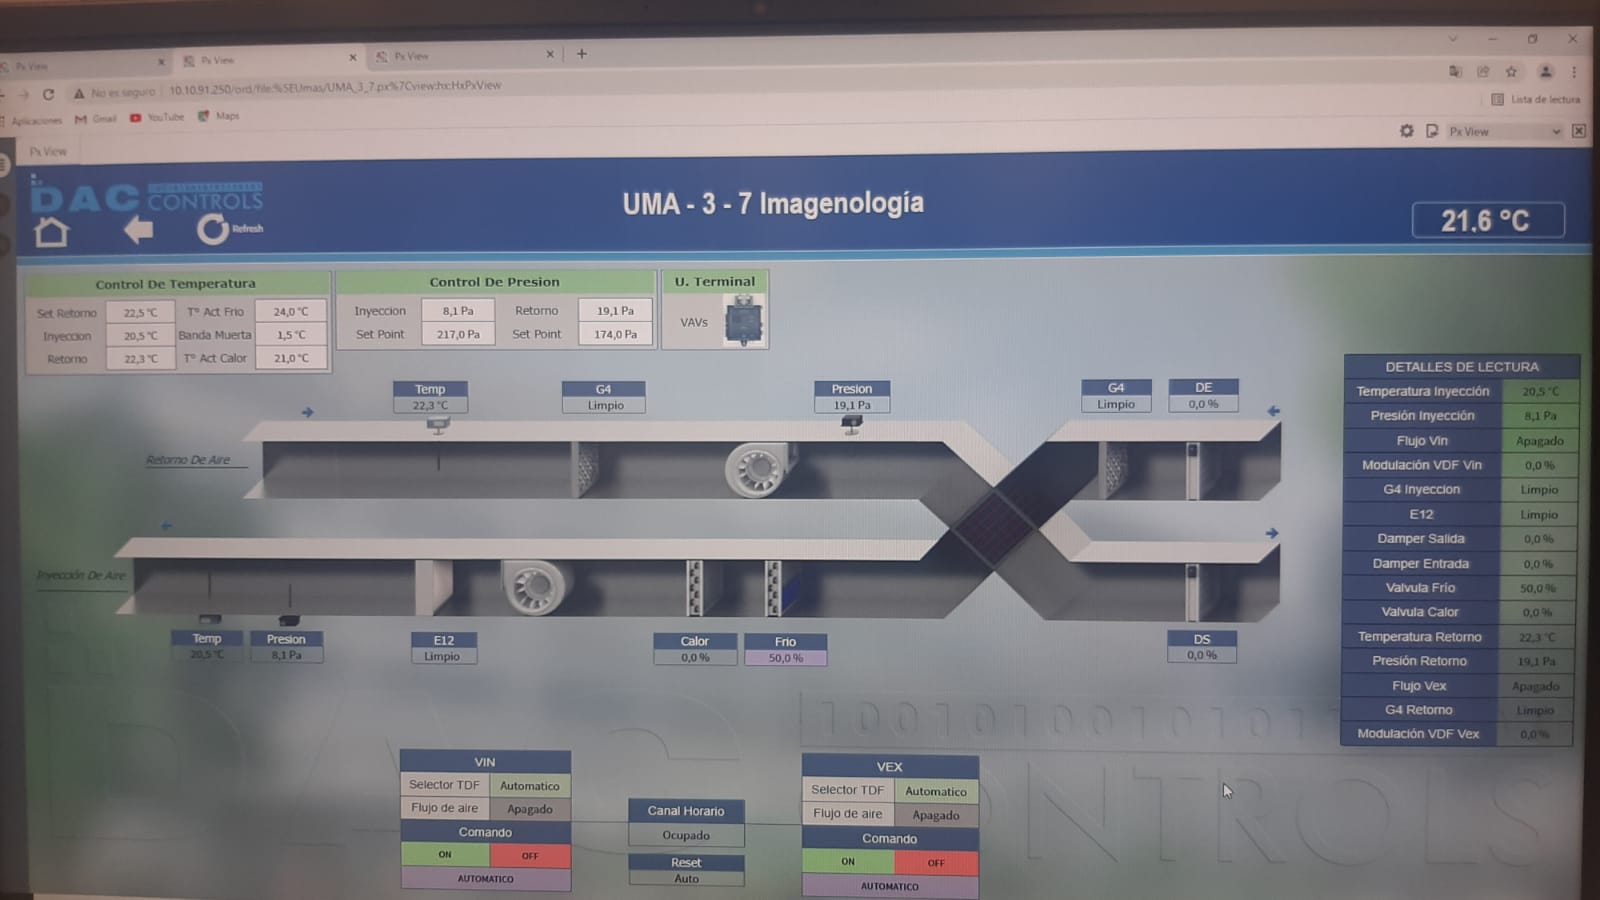 Px View
Px View
Px View
No es seguro | 10.10.91.250/ord/file:%5EUmas/UMA_3_7.px%7Cview:hx:HxPxView
Aplicaciones Gmail YouTube Maps
Lista de lectura
Px View
Px View
DAC CONTROLS
Refresh
UMA - 3 - 7 Imagenología
21.6 °C
Control De Temperatura
Set Retorno 22,5 °C Tº Act Frio 24,0 °C
Inyeccion 20,5 °C Banda Muerta 1,5 °C
Retorno 22,3 °C Tº Act Calor 21,0 °C
Control De Presion
Inyeccion 8,1 Pa Retorno 19,1 Pa
Set Point 217,0 Pa Set Point 174,0 Pa
U. Terminal
VAVs
Temp
22,3 °C
G4
Limpio
Presion
19,1 Pa
G4
Limpio
DE
0,0 %
Retorno De Aire
Inyección De Aire
Temp
20,5 °C
Presion
8,1 Pa
E12
Limpio
Calor
0,0 %
Frio
50,0 %
DS
0,0 %
DETALLES DE LECTURA
Temperatura Inyección 20,5 °C
Presión Inyección 8,1 Pa
Flujo Vin Apagado
Modulación VDF Vin 0,0 %
G4 Inyeccion Limpio
E12 Limpio
Damper Salida 0,0 %
Damper Entrada 0,0 %
Valvula Frío 50,0 %
Valvula Calor 0,0 %
Temperatura Retorno 22,3 °C
Presión Retorno 19,1 Pa
Flujo Vex Apagado
G4 Retorno Limpio
Modulación VDF Vex 0,0 %
VIN
Selector TDF Automatico
Flujo de aire Apagado
Comando
ON OFF
AUTOMATICO
Canal Horario
Ocupado
Reset
Auto
VEX
Selector TDF Automatico
Flujo de aire Apagado
Comando
ON OFF
AUTOMATICO